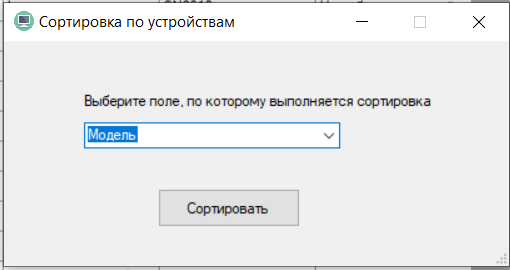 Сортировка по устройствам
Выберите поле, по которому выполняется сортировка
Модель
Сортировать